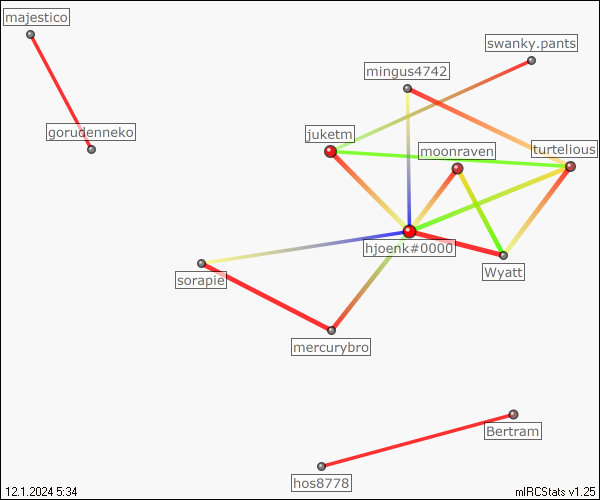 majestico
swanky.pants
mingus4742
gorudenneko
juketm
moonraven
turtelious
hjoenk#0000
Wyatt
sorapie
mercurybro
Bertram
hos8778
12.1.2024 5:34
mIRCStats v1.25